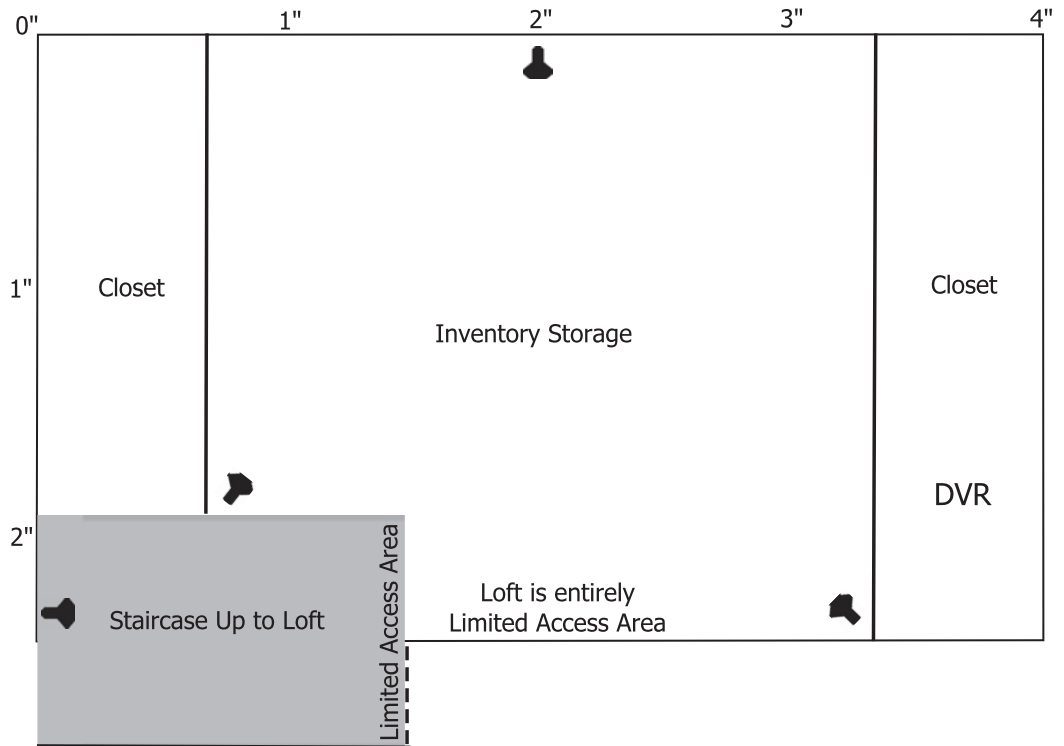 0"
1"
2"
3"
4"
1"
Closet
Closet
Inventory Storage
DVR
2"
Limited Access Area
Loft is entirely
Limited Access Area
Staircase Up to Loft